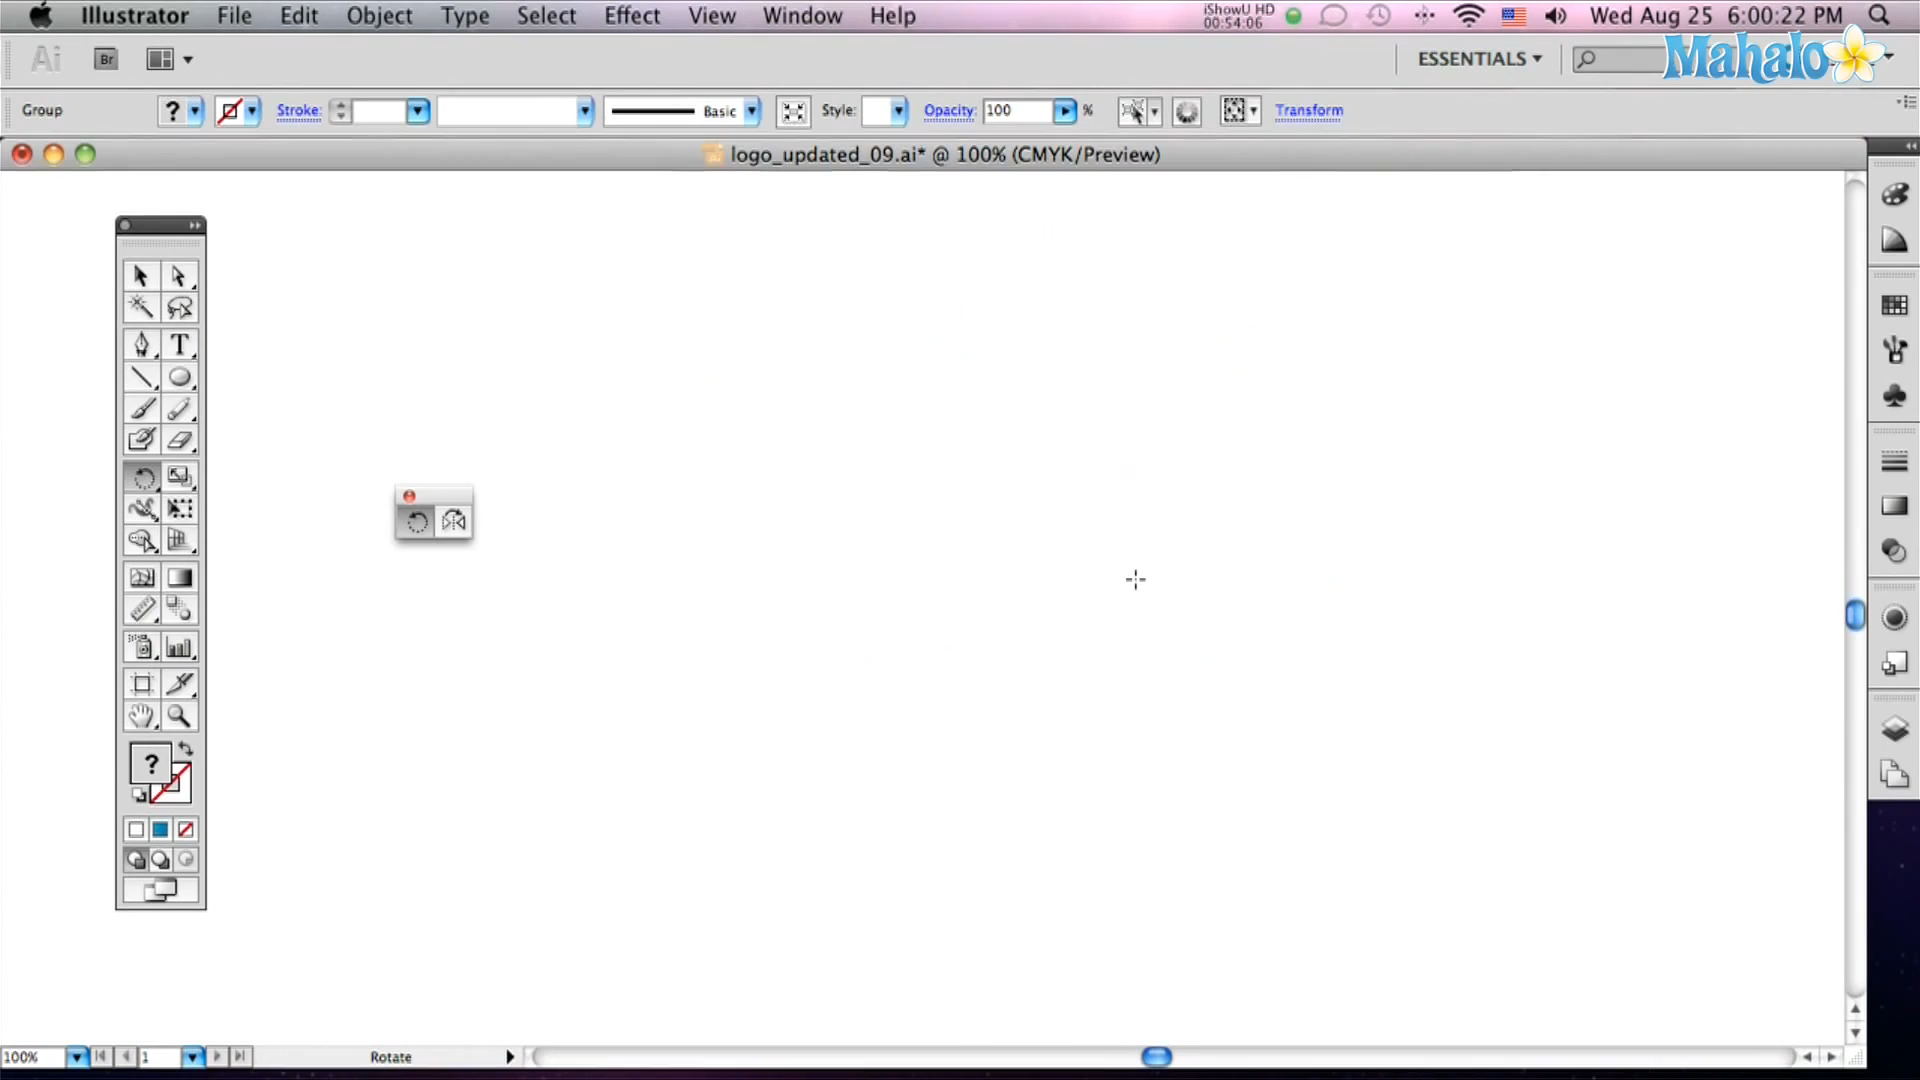 Illustrator File Edit Object Type Select Effect View Window Help iShowU HD 00:54:06 Wed Aug 25 6:00:22 PM
Ai Br ESSENTIALS Mahalo
Group ? Stroke: Basic Style: Opacity: 100 % Transform
logo_updated_09.ai* @ 100% (CMYK/Preview)
T
?
100% 1 Rotate